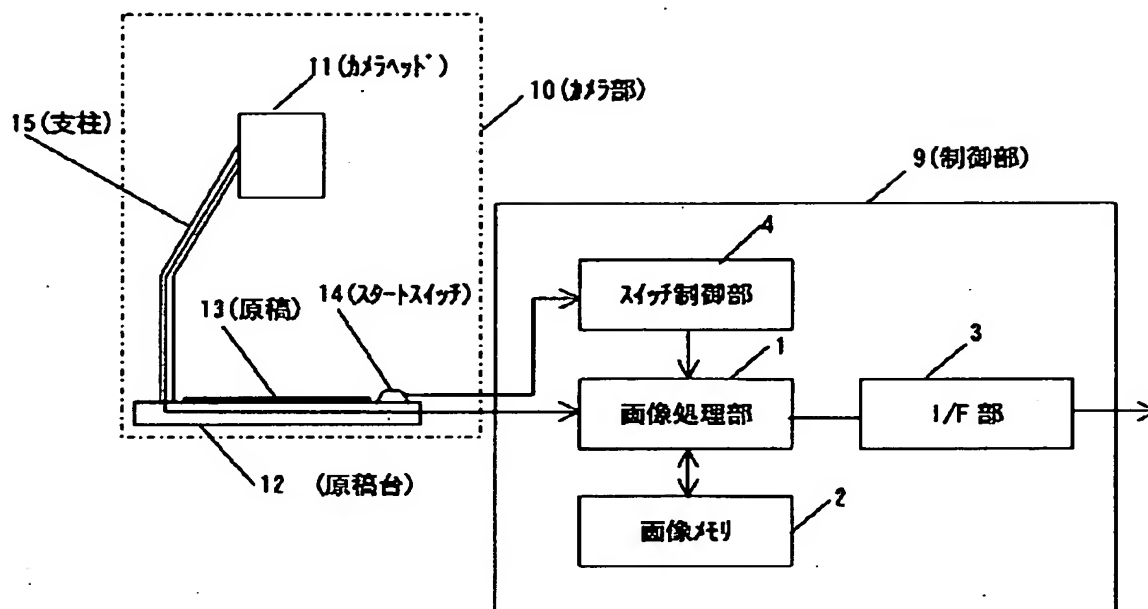 11(ｶﾒﾗﾍｯﾄﾞ)
10(ｶﾒﾗ部)
15(支柱)
9(制御部)
4
ｽｲｯﾁ制御部
14(スタートスイッチ)
13(原稿)
1
3
画像処理部
I/F 部
12 (原稿台)
2
画像ﾒﾓﾘ